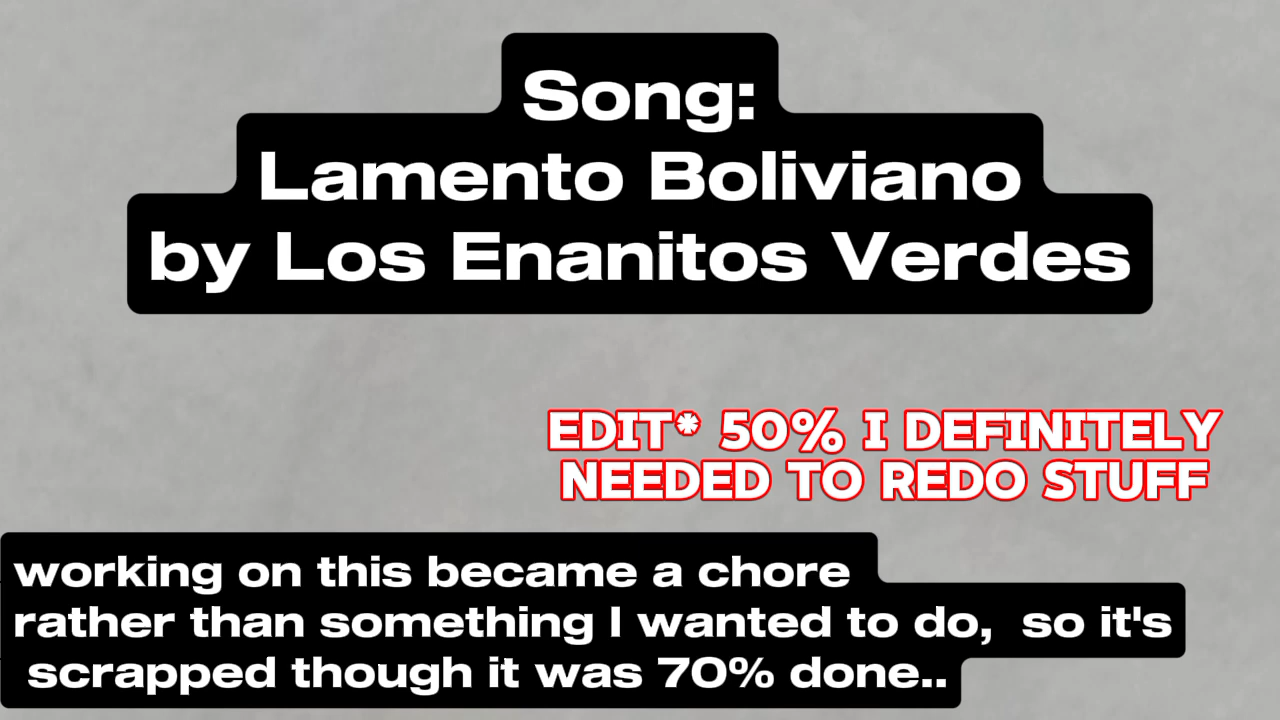 Song:
Lamento Boliviano
by Los Enanitos Verdes
EDIT* 50% I DEFINITELY
NEEDED TO REDO STUFF
working on this became a chore
rather than something I wanted to do,  so it's
scrapped though it was 70% done..